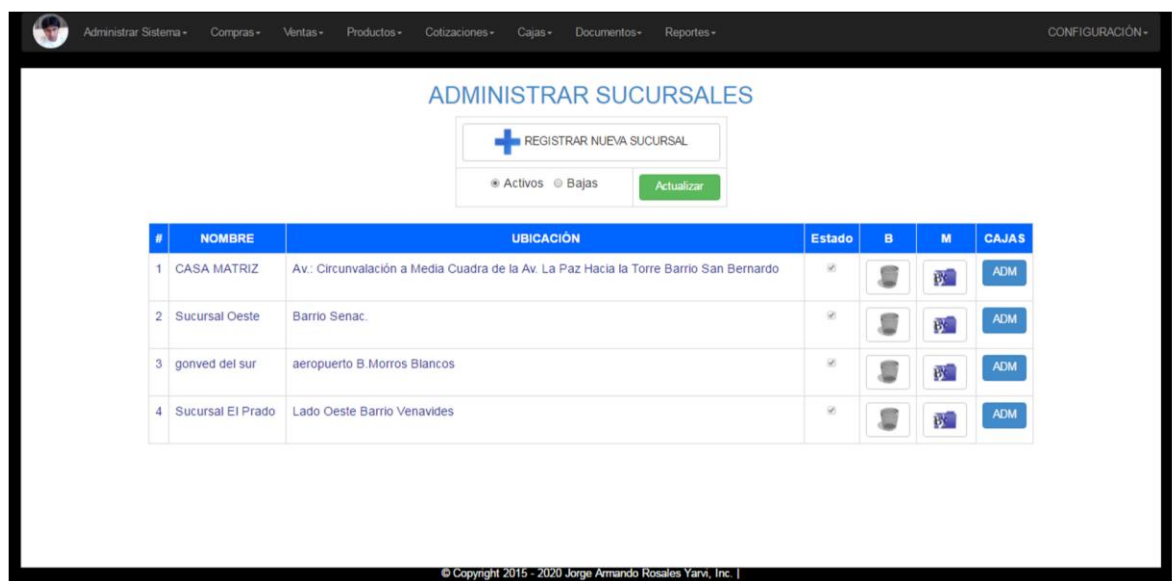 Administrar Sistema Compras Ventas Productos Cotizaciones Cajas Documentos Reportes CONFIGURACIÓN
ADMINISTRAR SUCURSALES
REGISTRAR NUEVA SUCURSAL
Activos Bajas Actualizar
# NOMBRE UBICACIÓN Estado B M CAJAS
1 CASA MATRIZ Av.: Circunvalación a Media Cuadra de la Av. La Paz Hacia la Torre Barrio San Bernardo ADM
2 Sucursal Oeste Barrio Senac. ADM
3 gonved del sur aeropuerto B.Morros Blancos ADM
4 Sucursal El Prado Lado Oeste Barrio Venavides ADM
© Copyright 2015 - 2020 Jorge Armando Rosales Yarvi, Inc. |